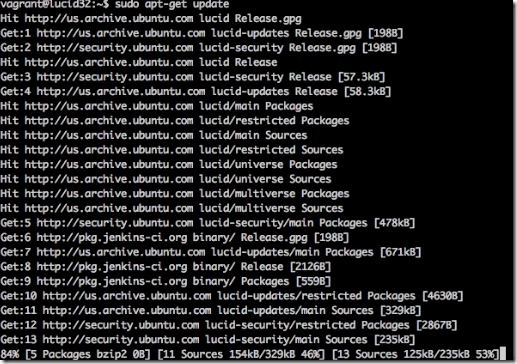 vagrant@lucid32:~$ sudo apt-get update
Hit http://us.archive.ubuntu.com lucid Release.gpg
Get:1 http://us.archive.ubuntu.com lucid-updates Release.gpg [198B]
Get:2 http://security.ubuntu.com lucid-security Release.gpg [198B]
Hit http://us.archive.ubuntu.com lucid Release
Get:3 http://security.ubuntu.com lucid-security Release [57.3kB]
Get:4 http://us.archive.ubuntu.com lucid-updates Release [58.3kB]
Hit http://us.archive.ubuntu.com lucid/main Packages
Hit http://us.archive.ubuntu.com lucid/restricted Packages
Hit http://us.archive.ubuntu.com lucid/main Sources
Hit http://us.archive.ubuntu.com lucid/restricted Sources
Hit http://us.archive.ubuntu.com lucid/universe Packages
Hit http://us.archive.ubuntu.com lucid/universe Sources
Hit http://us.archive.ubuntu.com lucid/multiverse Packages
Hit http://us.archive.ubuntu.com lucid/multiverse Sources
Get:5 http://security.ubuntu.com lucid-security/main Packages [478kB]
Get:6 http://pkg.jenkins-ci.org binary/ Release.gpg [198B]
Get:7 http://us.archive.ubuntu.com lucid-updates/main Packages [671kB]
Get:8 http://pkg.jenkins-ci.org binary/ Release [2126B]
Get:9 http://pkg.jenkins-ci.org binary/ Packages [559B]
Get:10 http://us.archive.ubuntu.com lucid-updates/restricted Packages [4630B]
Get:11 http://us.archive.ubuntu.com lucid-updates/main Sources [329kB]
Get:12 http://security.ubuntu.com lucid-security/restricted Packages [2867B]
Get:13 http://security.ubuntu.com lucid-security/main Sources [235kB]
84% [5 Packages bzip2 0B] [11 Sources 154kB/329kB 46%] [13 Sources 125kB/235kB 53%]